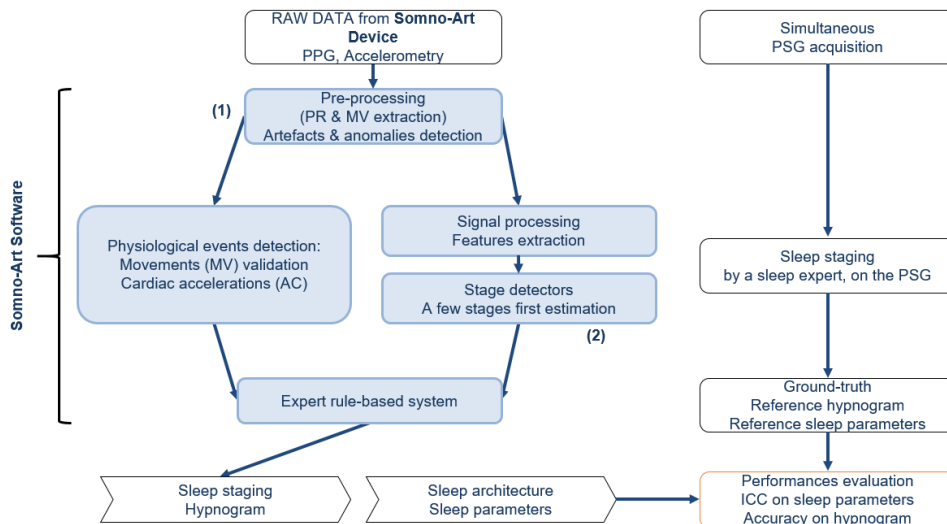 RAW DATA from Somno-Art
Device
PPG, Accelerometry
Simultaneous
PSG acquisition
(1)
Pre-processing
(PR & MV extraction)
Artefacts & anomalies detection
Somno-Art Software
Physiological events detection:
Movements (MV) validation
Cardiac accelerations (AC)
Signal processing
Features extraction
Stage detectors
A few stages first estimation
(2)
Sleep staging
by a sleep expert, on the PSG
Expert rule-based system
Ground-truth
Reference hypnogram
Reference sleep parameters
Sleep staging
Hypnogram
Sleep architecture
Sleep parameters
Performances evaluation
ICC on sleep parameters
Accuracy on hypnogram